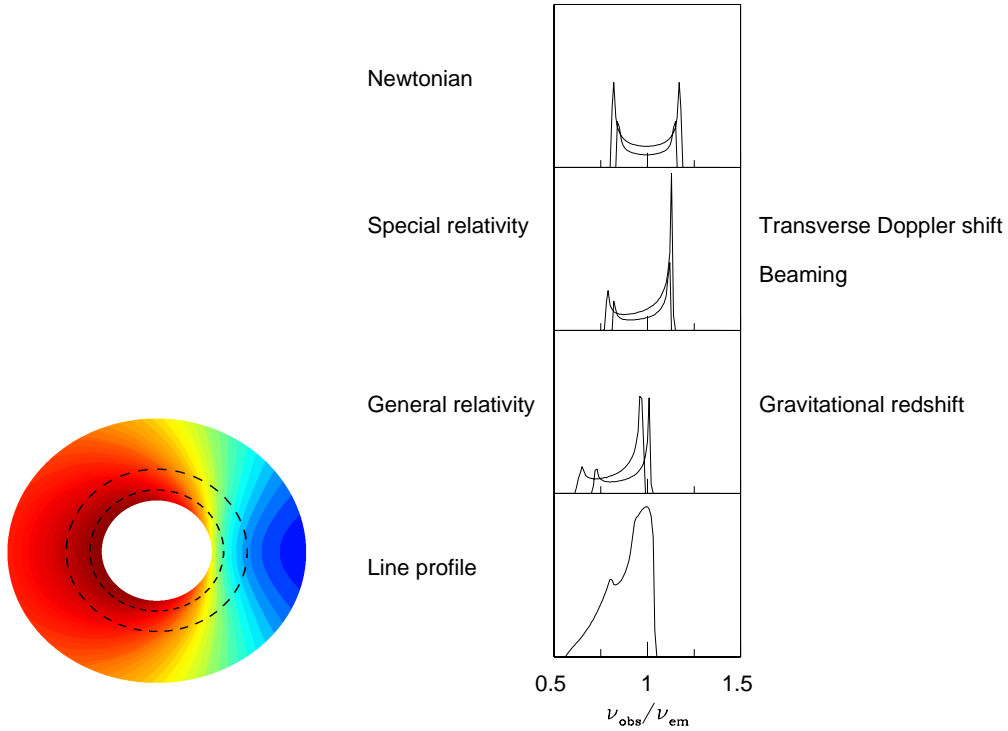 Newtonian
Special relativity
Transverse Doppler shift
Beaming
General relativity
Gravitational redshift
Line profile
0.5 1 1.5
ν_obs/ν_em